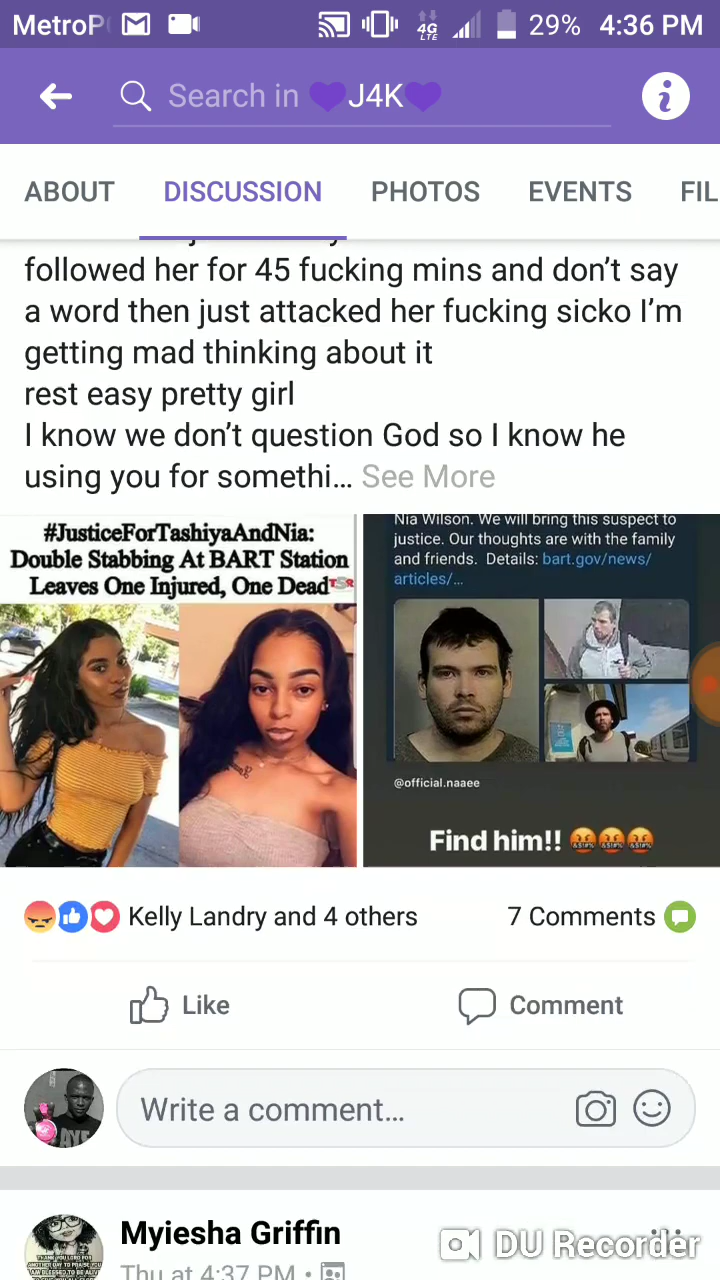 MetroP
4G
LTE
29% 4:36 PM
Search in 💜J4K💜
ABOUT DISCUSSION PHOTOS EVENTS FIL
followed her for 45 fucking mins and don't say
a word then just attacked her fucking sicko I'm
getting mad thinking about it
rest easy pretty girl
I know we don't question God so I know he
using you for somethi... See More
#JusticeForTashiyaAndNia:
Double Stabbing At BART Station
Leaves One Injured, One Dead
TSR
Nia Wilson. We will bring this suspect to
justice. Our thoughts are with the family
and friends. Details: bart.gov/news/
articles/...
@official.naaee
Find him!! 🤬🤬🤬
Kelly Landry and 4 others 7 Comments
Like Comment
Write a comment...
Myiesha Griffin
Thu at 4:37 PM
DU Recorder